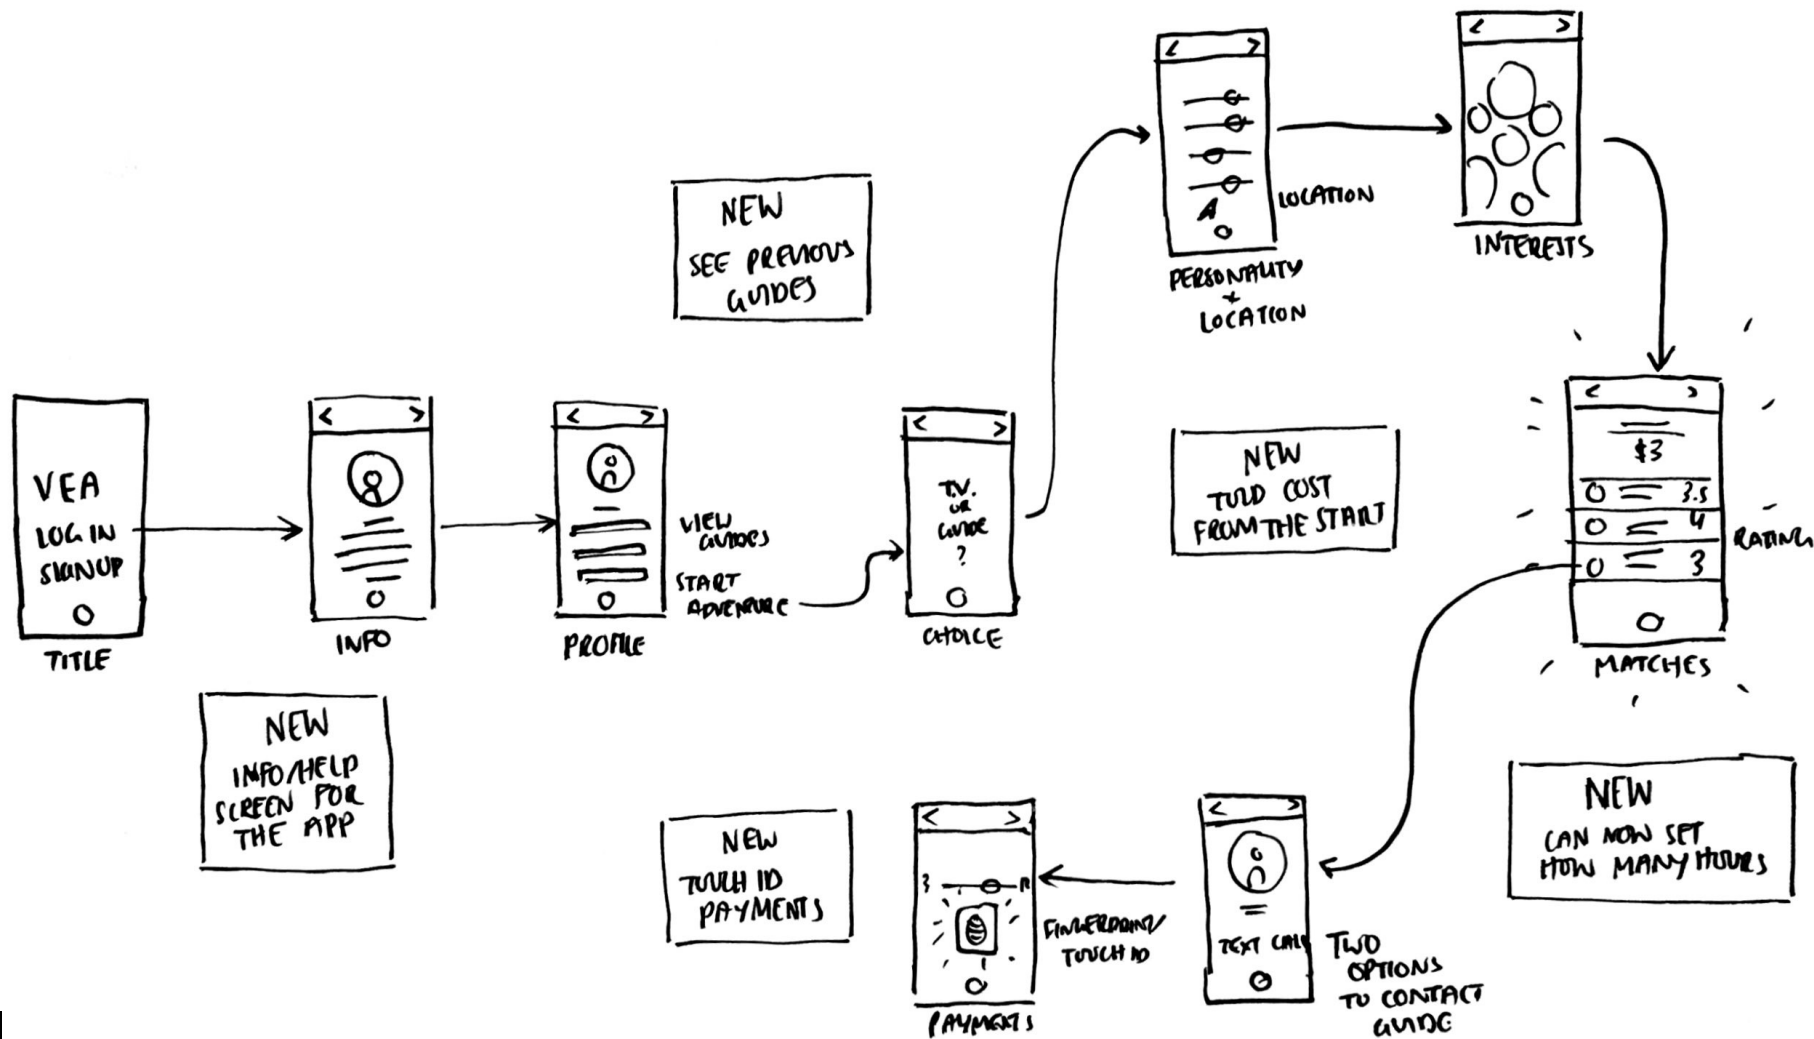 VEA
LOG IN
SIGNUP
TITLE
INFO
NEW
INFO/HELP
SCREEN FOR
THE APP
PROFILE
VIEW
GUIDES
START
ADVENTURE
NEW
SEE PREVIOUS
GUIDES
T.V.
OR
GUIDE
?
CHOICE
LOCATION
PERSONALITY
+
LOCATION
INTERESTS
NEW
TOLD COST
FROM THE START
$3
3.5
4
3
RATING
MATCHES
NEW
CAN NOW SET
HOW MANY HOURS
TEXT CALL
TWO
OPTIONS
TO CONTACT
GUIDE
FINGERPRINT/
TOUCH ID
PAYMENTS
NEW
TOUCH ID
PAYMENTS